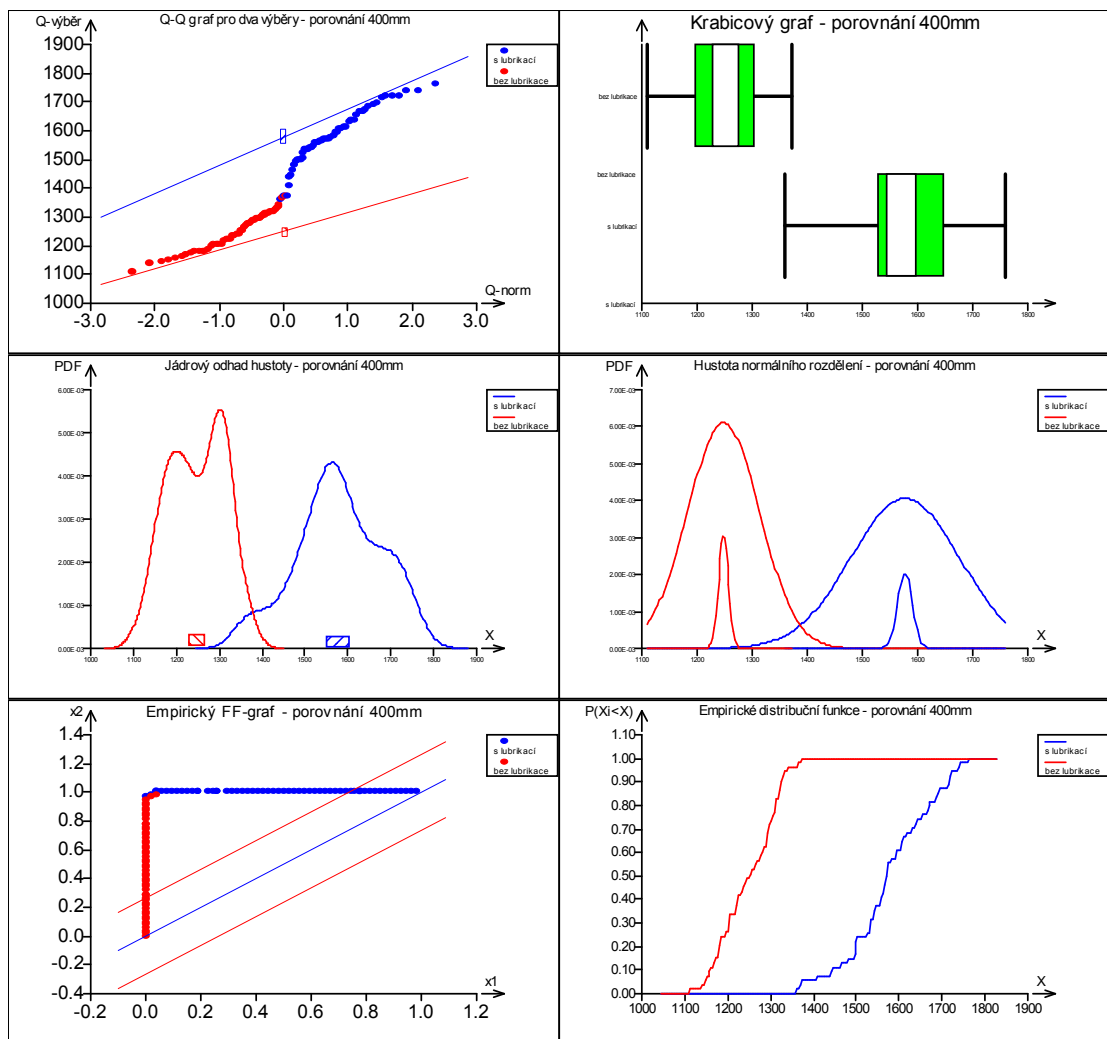 Q-výběr
Q-Q graf pro dva výběry - porovnání 400mm
1900
1800
1700
1600
1500
1400
1300
1200
1100
1000
-3.0 -2.0 -1.0 0.0 1.0 2.0 3.0
Q-norm
s lubrikací
bez lubrikace
Krabicový graf - porovnání 400mm
bez lubrikace
bez lubrikace
s lubrikací
s lubrikací
1100 1200 1300 1400 1500 1600 1700 1800
PDF
Jádrový odhad hustoty - porovnání 400mm
6.00E-03
5.00E-03
4.00E-03
3.00E-03
2.00E-03
1.00E-03
0.00E-03
1000 1100 1200 1300 1400 1500 1600 1700 1800 1900
X
s lubrikací
bez lubrikace
PDF
Hustota normálního rozdělení - porovnání 400mm
7.00E-03
6.00E-03
5.00E-03
4.00E-03
3.00E-03
2.00E-03
1.00E-03
0.00E-03
1100 1200 1300 1400 1500 1600 1700 1800
X
s lubrikací
bez lubrikace
x2
Empirický FF-graf - porovnání 400mm
1.4
1.2
1.0
0.8
0.6
0.4
0.2
0.0
-0.2
-0.4
-0.2 0.0 0.2 0.4 0.6 0.8 1.0 1.2
x1
s lubrikací
bez lubrikace
P(Xi<X)
Empirické distribuční funkce - porovnání 400mm
1.10
1.00
0.90
0.80
0.70
0.60
0.50
0.40
0.30
0.20
0.10
0.00
1000 1100 1200 1300 1400 1500 1600 1700 1800 1900
X
s lubrikací
bez lubrikace